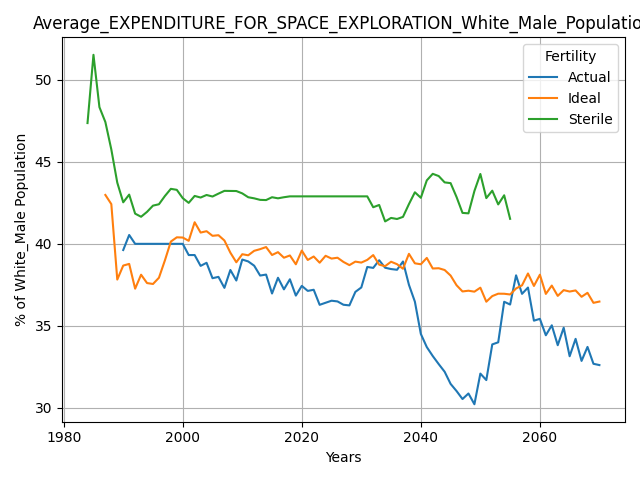 Average_EXPENDITURE_FOR_SPACE_EXPLORATION_White_Male_Populatio
Fertility
Actual
Ideal
Sterile
% of White_Male Population
50
45
40
35
30
1980
2000
2020
2040
2060
Years